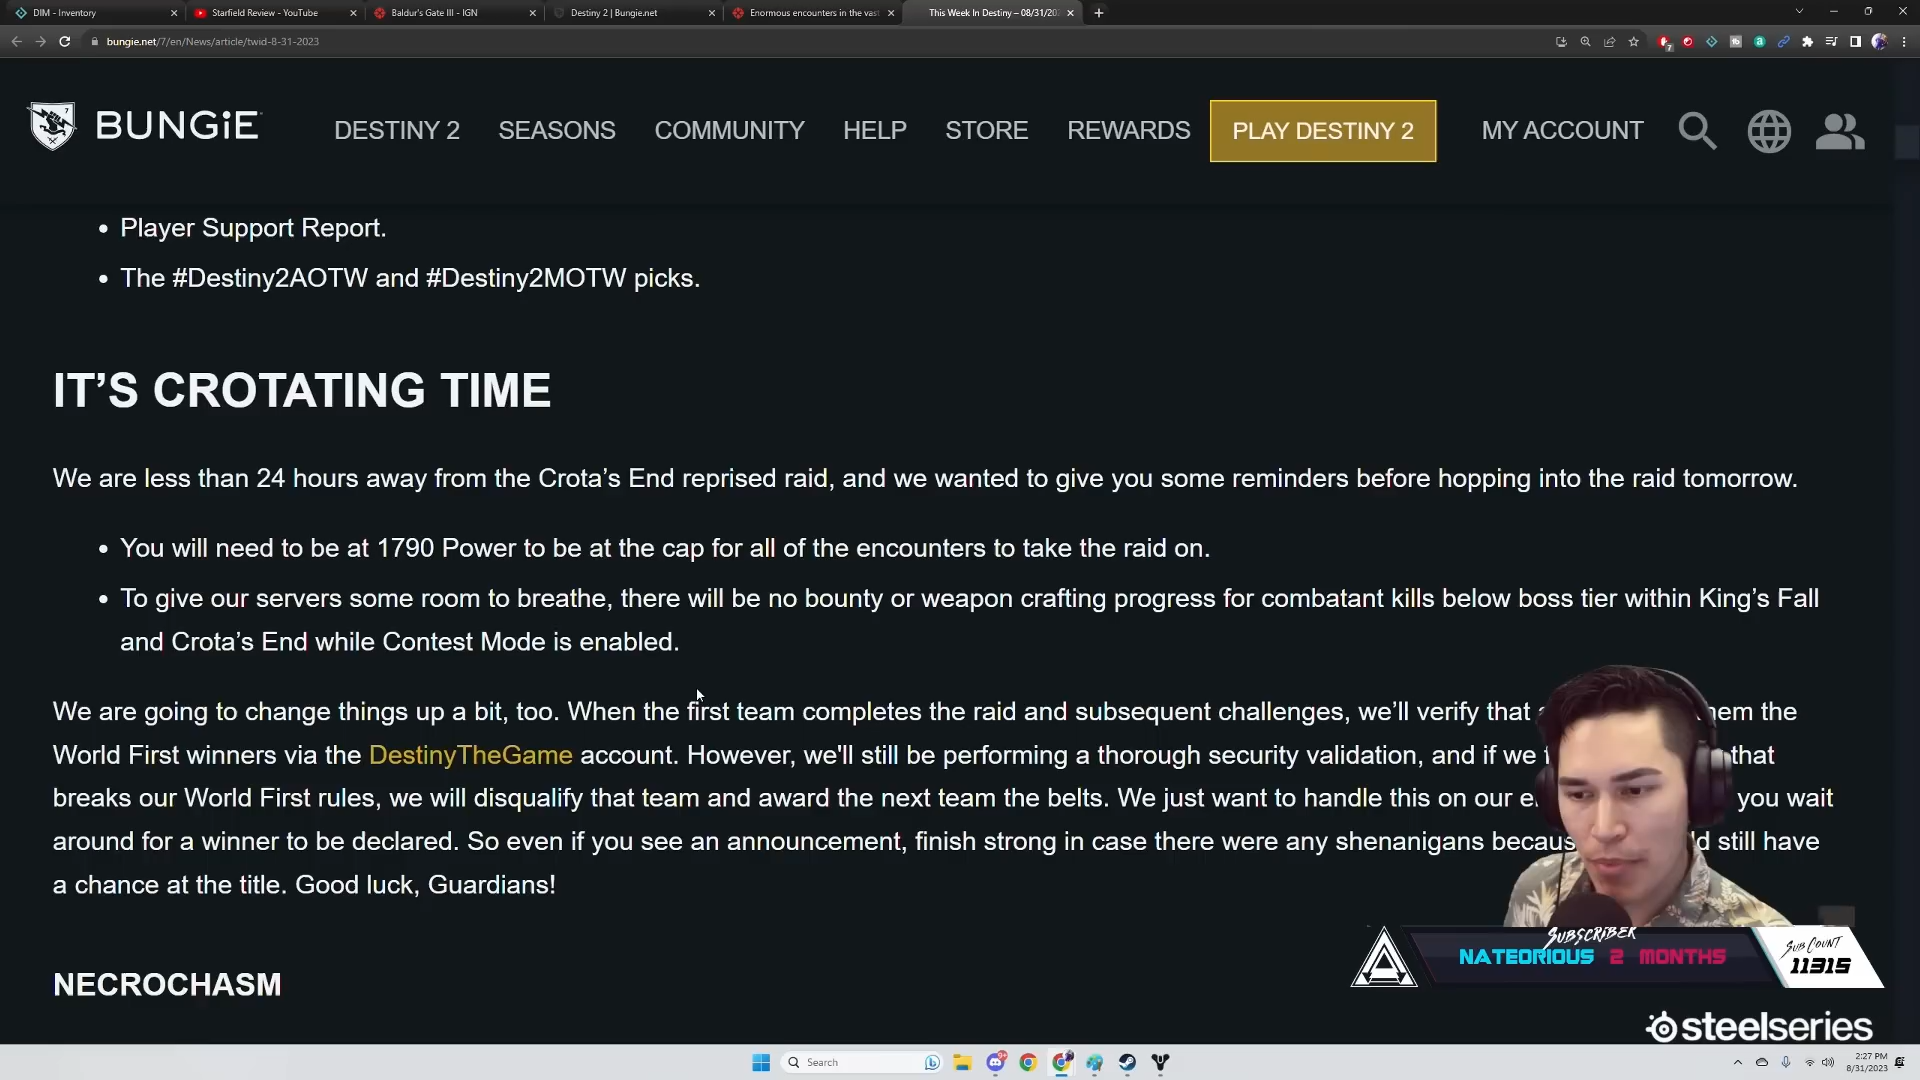 DIM - Inventory
Starfield Review - YouTube
Baldur's Gate III - IGN
Destiny 2 | Bungie.net
Enormous encounters in the vast
This Week In Destiny – 08/31/202
bungie.net/7/en/News/article/twid-8-31-2023
7
BUNGiE
DESTINY 2
SEASONS
COMMUNITY
HELP
STORE
REWARDS
PLAY DESTINY 2
MY ACCOUNT
• Player Support Report.
• The #Destiny2AOTW and #Destiny2MOTW picks.
IT’S CROTATING TIME
We are less than 24 hours away from the Crota’s End reprised raid, and we wanted to give you some reminders before hopping into the raid tomorrow.
• You will need to be at 1790 Power to be at the cap for all of the encounters to take the raid on.
• To give our servers some room to breathe, there will be no bounty or weapon crafting progress for combatant kills below boss tier within King’s Fall
and Crota’s End while Contest Mode is enabled.
We are going to change things up a bit, too. When the first team completes the raid and subsequent challenges, we’ll verify that the
World First winners via the DestinyTheGame account. However, we'll still be performing a thorough security validation, and if we that
breaks our World First rules, we will disqualify that team and award the next team the belts. We just want to handle this on our you wait
around for a winner to be declared. So even if you see an announcement, finish strong in case there were any shenanigans still have
a chance at the title. Good luck, Guardians!
NECROCHASM
SUBSCRIBER
NATEORIOUS 2 MONTHS
SUB COUNT
11315
steelseries
Search
9+
2:27 PM
8/31/2023